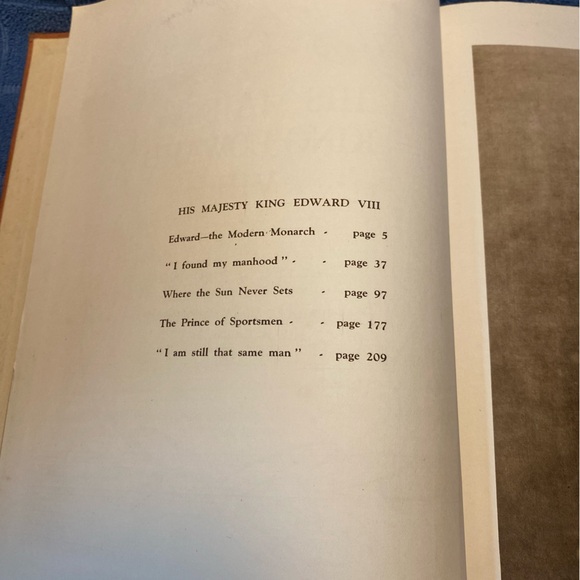 HIS MAJESTY KING EDWARD VIII
Edward—the Modern Monarch - page 5
“I found my manhood” - - page 37
Where the Sun Never Sets - page 97
The Prince of Sportsmen - - page 177
“I am still that same man” - page 209